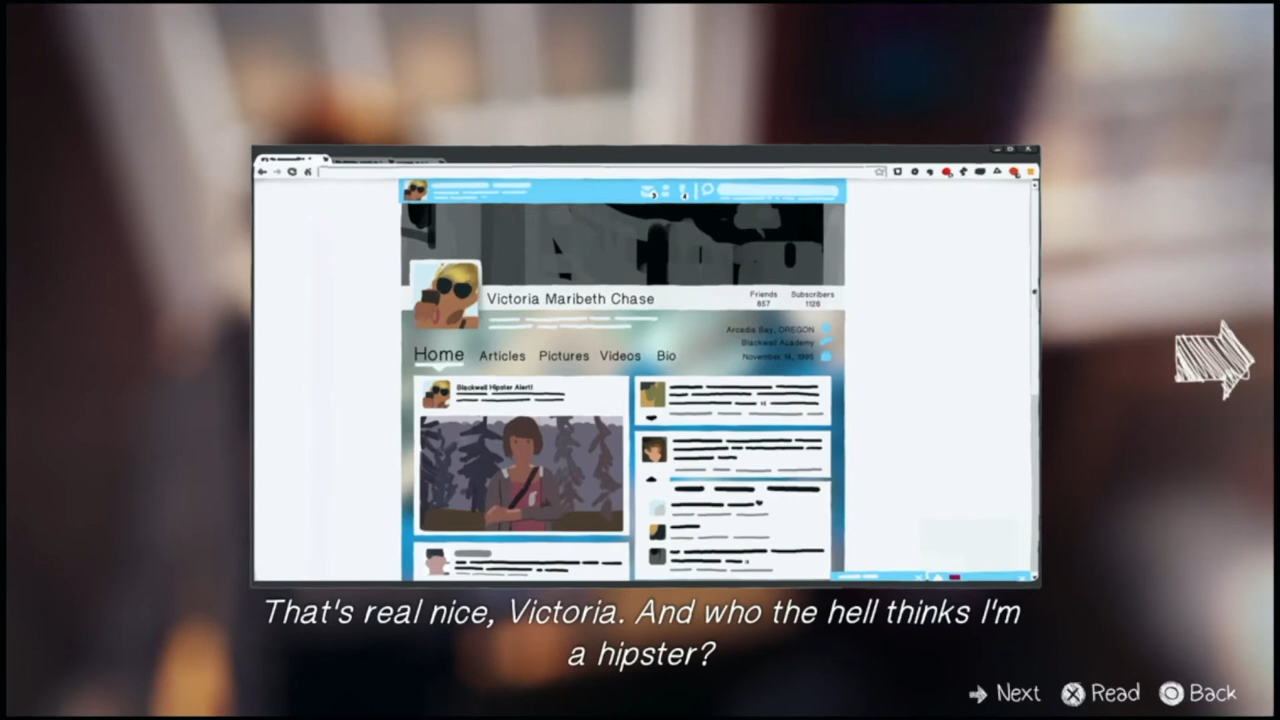 Victoria Maribeth Chase
Friends
857
Subscribers
1128
Arcadia Bay, OREGON
Blackwell Academy
November 14, 1995
Home Articles Pictures Videos Bio
Blackwell Hipster Alert!
That's real nice, Victoria. And who the hell thinks I'm
a hipster?
Next Read Back